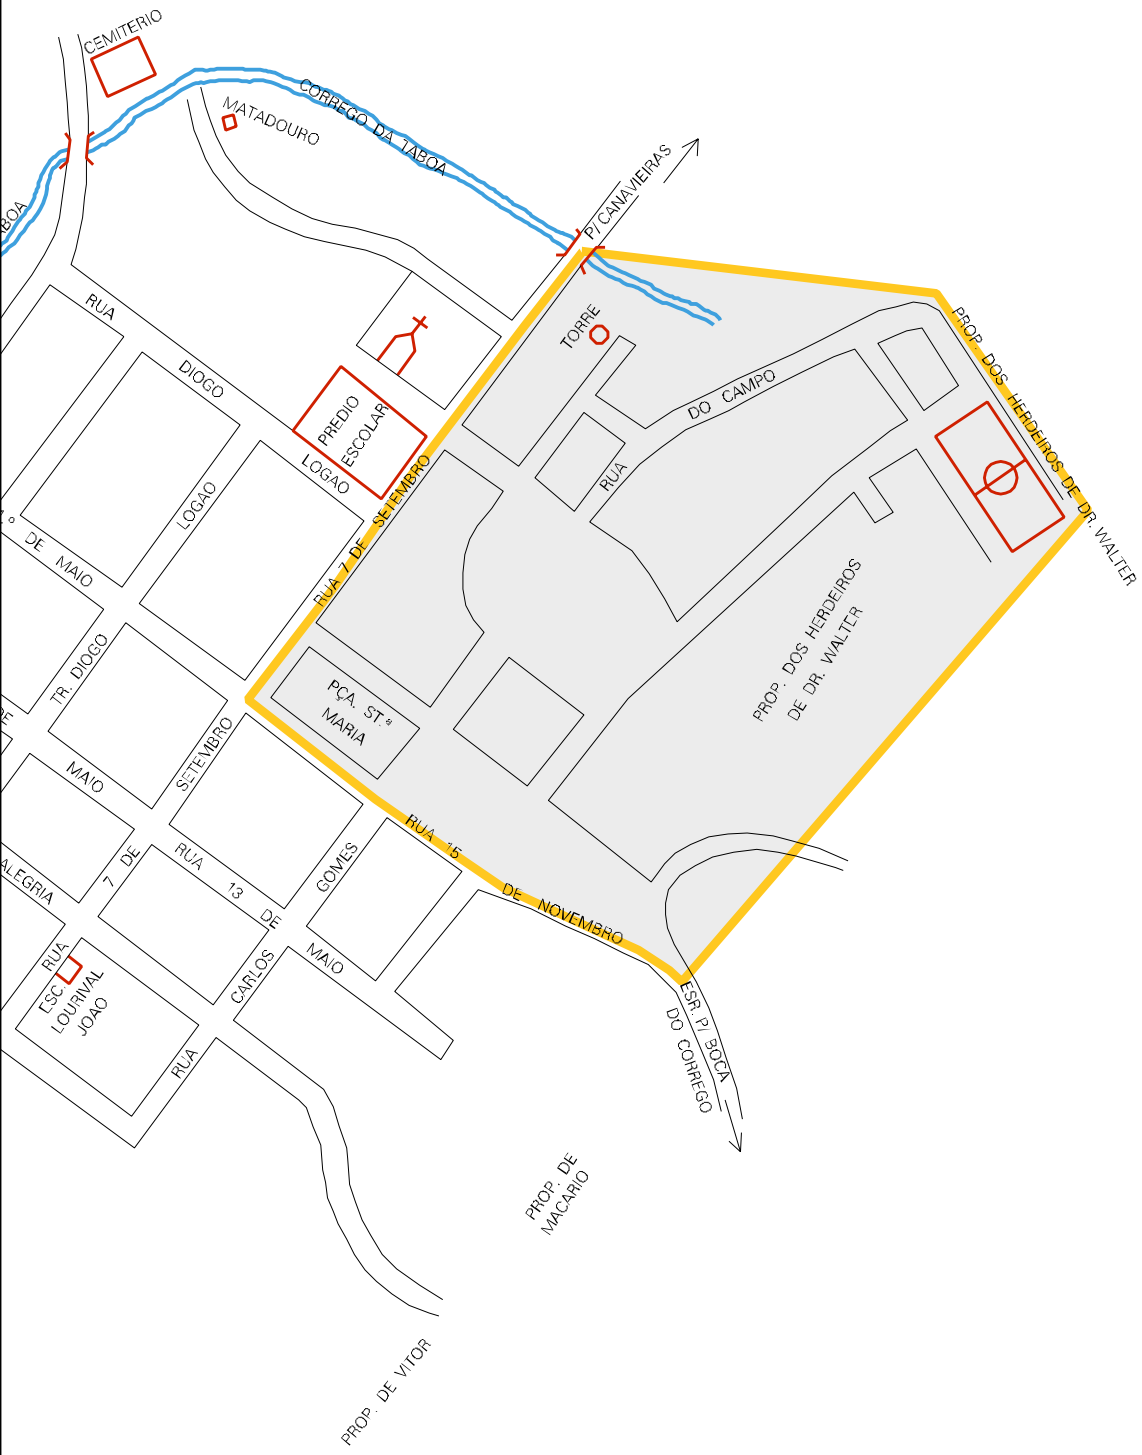 CEMITERIO
MATADOURO
CORREGO DA TABOA
P/ CANAVIEIRAS
RUA DIOGO
TORRE
PROP. DOS HERDEIROS DE DR. WALTER
PREDIO
ESCOLAR
DO CAMPO
RUA
LOGAO
LOGAO
RUA 7 DE SETEMBRO
1.º DE MAIO
TR. DIOGO
PROP. DOS HERDEIROS
DE DR. WALTER
PÇA. ST.ª
MARIA
SETEMBRO
MAIO
RUA 15 DE NOVEMBRO
7 DE
RUA 13 DE
GOMES
ALEGRIA
MAIO
RUA
CARLOS
ESC.
LOURIVAL
JOAO
RUA
ESR. P/ BOCA
DO CORREGO
PROP. DE
MACARIO
PROP. DE VITOR